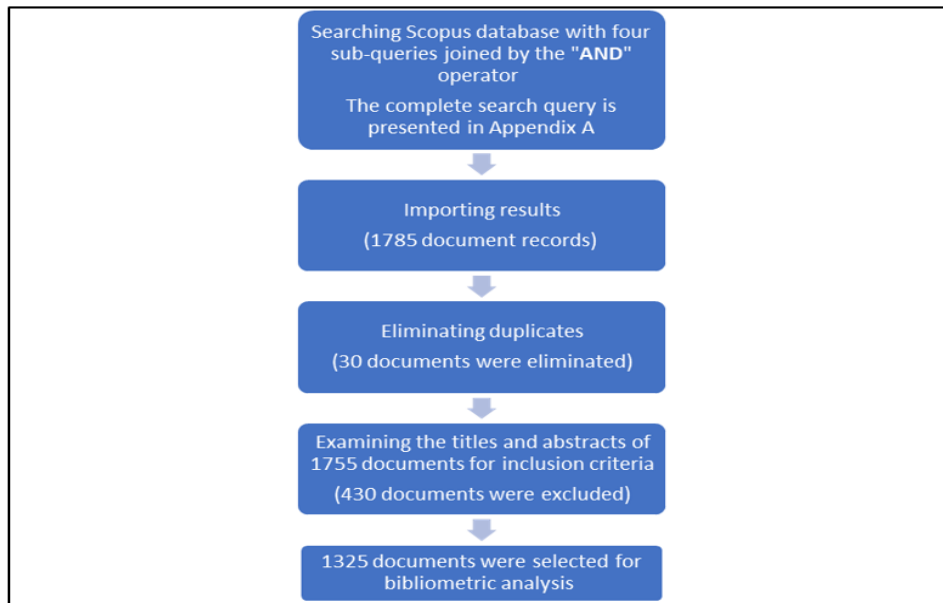 Searching Scopus database with four
sub-queries joined by the "AND"
operator
The complete search query is
presented in Appendix A
Importing results
(1785 document records)
Eliminating duplicates
(30 documents were eliminated)
Examining the titles and abstracts of
1755 documents for inclusion criteria
(430 documents were excluded)
1325 documents were selected for
bibliometric analysis